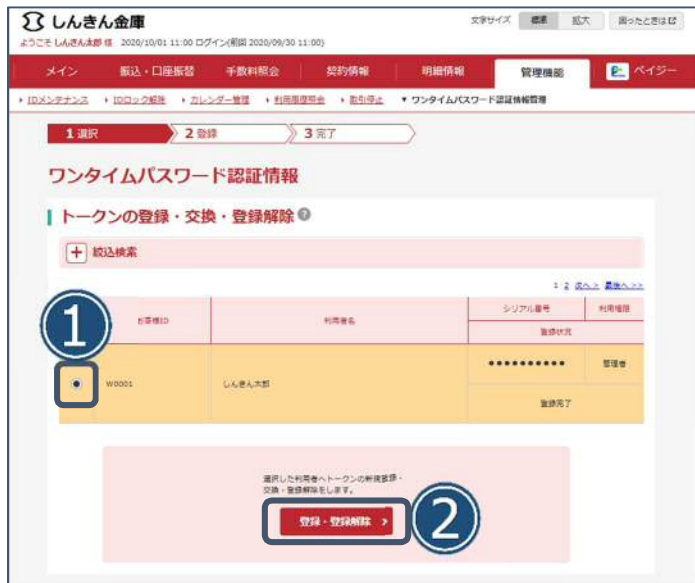 しんきん金庫
文字サイズ 標準 拡大 困ったときは
ようこそ しんきん太郎 様 2020/10/01 11:00 ログイン(前回 2020/09/30 11:00)
メイン 振込・口座振替 手数料照会 契約情報 明細情報 管理機能 ペイジー
IDメンテナンス IDロック解除 カレンダー管理 利用履歴照会 取引停止 ▼ ワンタイムパスワード認証情報管理
1 選択 2 登録 3 完了
ワンタイムパスワード認証情報
トークンの登録・交換・登録解除 ?
+ 絞込検索
1 2 次へ> 最後へ>>
お客様ID 利用者名 シリアル番号 利用権限
登録状況
1
W0001 しんきん太郎 ●●●●●●●●●● 管理者
登録完了
選択した利用者へトークンの新規登録・
交換・登録解除をします。
登録・登録解除 >
2